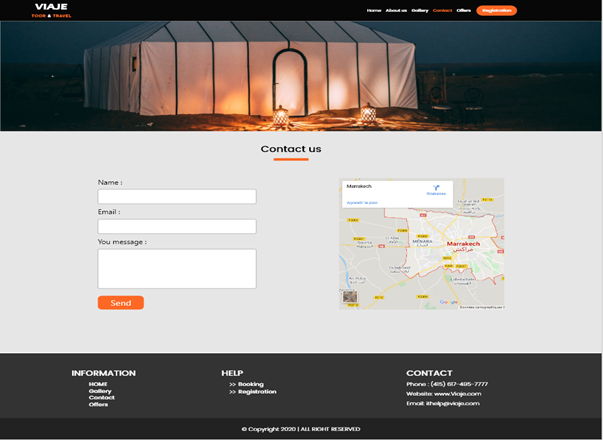 VIAJE
TOOR & TRAVEL
Home About us Gallery Contact Offers Registration
Contact us
Name :
Email :
You message :
Send
Marrakech
Itinéraires
Agrandir le plan
MENARA
Marrakech
مراكش
Google
Données cartographiques
INFORMATION
HOME
Gallery
Contact
Offers
HELP
>> Booking
>> Registration
CONTACT
Phone : (415) 617-495-7777
Website: www.Viaje.com
Email: ithelp@viaje.com
© Copyright 2020 | ALL RIGHT RESERVED